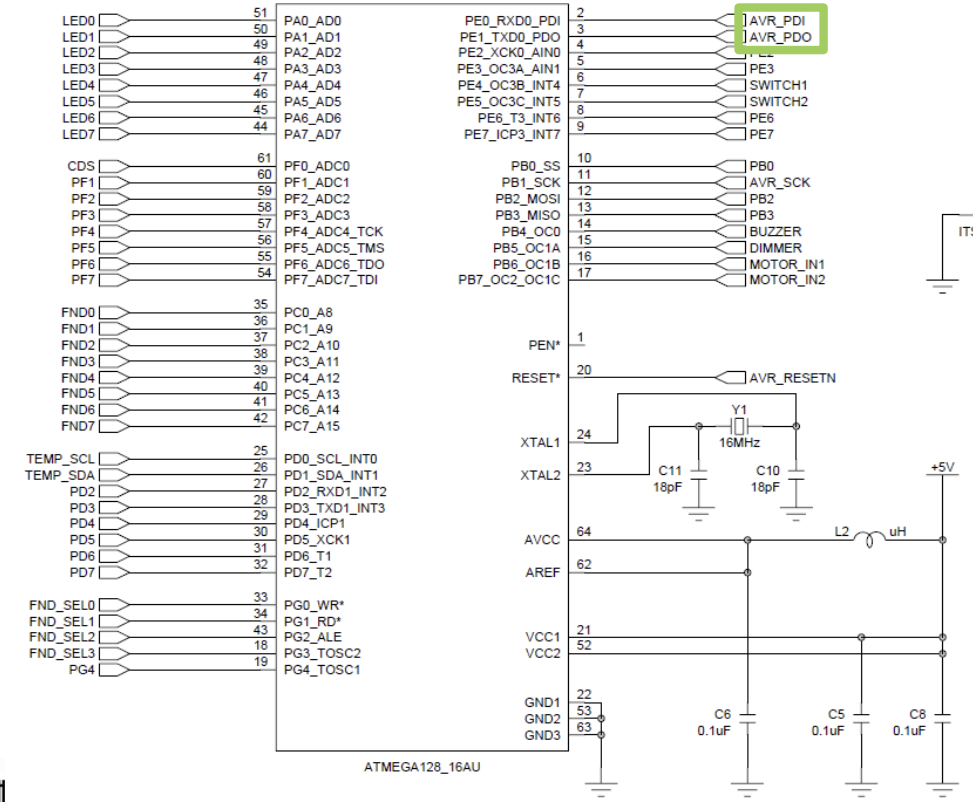 LED0 51 PA0_AD0 PE0_RXD0_PDI 2 AVR_PDI
LED1 50 PA1_AD1 PE1_TXD0_PDO 3 AVR_PDO
LED2 49 PA2_AD2 PE2_XCK0_AIN0 4 PE2
LED3 48 PA3_AD3 PE3_OC3A_AIN1 5 PE3
LED4 47 PA4_AD4 PE4_OC3B_INT4 6 SWITCH1
LED5 46 PA5_AD5 PE5_OC3C_INT5 7 SWITCH2
LED6 45 PA6_AD6 PE6_T3_INT6 8 PE6
LED7 44 PA7_AD7 PE7_ICP3_INT7 9 PE7
CDS 61 PF0_ADC0 PB0_SS 10 PB0
PF1 60 PF1_ADC1 PB1_SCK 11 AVR_SCK
PF2 59 PF2_ADC2 PB2_MOSI 12 PB2
PF3 58 PF3_ADC3 PB3_MISO 13 PB3
PF4 57 PF4_ADC4_TCK PB4_OC0 14 BUZZER
PF5 56 PF5_ADC5_TMS PB5_OC1A 15 DIMMER
PF6 55 PF6_ADC6_TDO PB6_OC1B 16 MOTOR_IN1
PF7 54 PF7_ADC7_TDI PB7_OC2_OC1C 17 MOTOR_IN2
FND0 35 PC0_A8
FND1 36 PC1_A9
FND2 37 PC2_A10 PEN* 1
FND3 38 PC3_A11
FND4 39 PC4_A12 RESET* 20 AVR_RESETN
FND5 40 PC5_A13
FND6 41 PC6_A14 Y1
FND7 42 PC7_A15 XTAL1 24 16MHz
TEMP_SCL 25 PD0_SCL_INT0
TEMP_SDA 26 PD1_SDA_INT1 XTAL2 23 C11 C10 +5V
PD2 27 PD2_RXD1_INT2 18pF 18pF
PD3 28 PD3_TXD1_INT3
PD4 29 PD4_ICP1
PD5 30 PD5_XCK1 AVCC 64 L2 uH
PD6 31 PD6_T1
PD7 32 PD7_T2 AREF 62
FND_SEL0 33 PG0_WR*
FND_SEL1 34 PG1_RD*
FND_SEL2 43 PG2_ALE VCC1 21
FND_SEL3 18 PG3_TOSC2 VCC2 52
PG4 19 PG4_TOSC1
GND1 22
GND2 53 C6 C5 C8
GND3 63 0.1uF 0.1uF 0.1uF
ATMEGA128_16AU